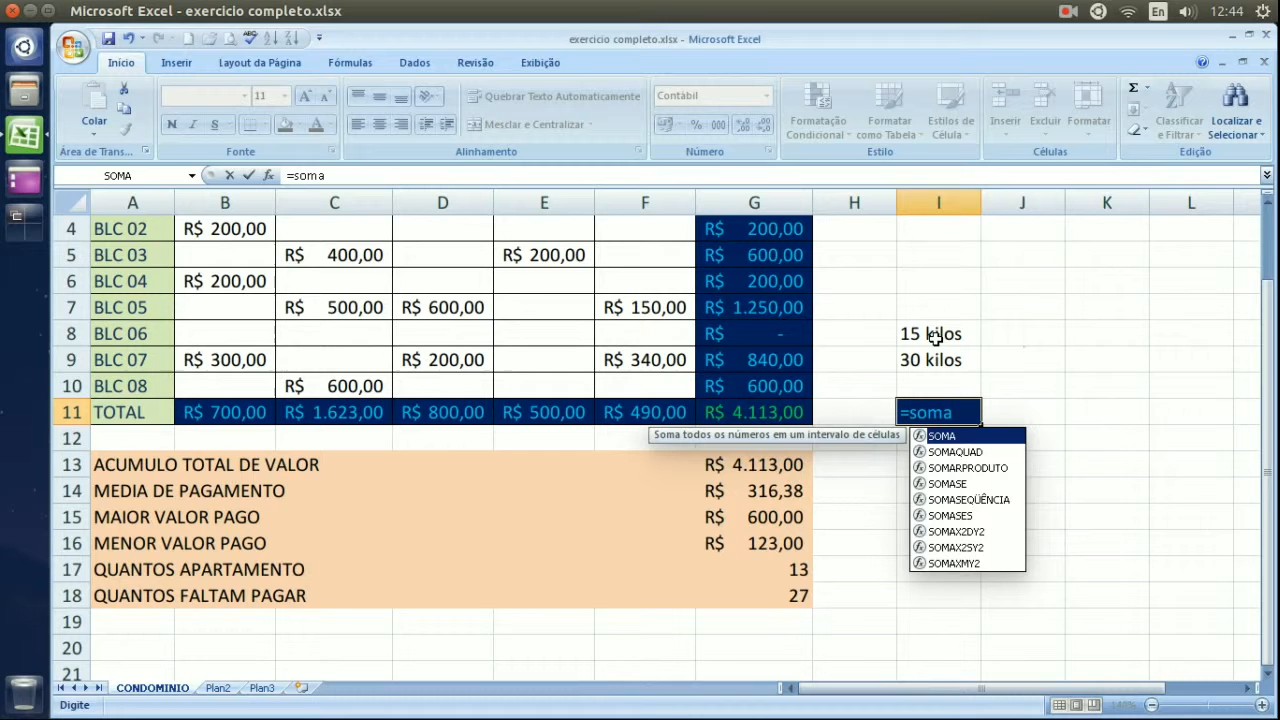 Microsoft Excel - exercicio completo.xlsx
En
12:44
exercicio completo.xlsx - Microsoft Excel
Início
Inserir
Layout da Página
Fórmulas
Dados
Revisão
Exibição
Colar
11
Quebrar Texto Automaticamente
Mesclar e Centralizar
Contábil
Formatação Condicional
Formatar como Tabela
Estilos de Célula
Inserir
Excluir
Formatar
Classificar e Filtrar
Localizar e Selecionar
Área de Trans...
Fonte
Alinhamento
Número
Estilo
Células
Edição
SOMA
=soma
A B C D E F G H I J K L
4 BLC 02 R$ 200,00 R$ 200,00
5 BLC 03 R$ 400,00 R$ 200,00 R$ 600,00
6 BLC 04 R$ 200,00 R$ 200,00
7 BLC 05 R$ 500,00 R$ 600,00 R$ 150,00 R$ 1.250,00
8 BLC 06 R$ - 15 kilos
9 BLC 07 R$ 300,00 R$ 200,00 R$ 340,00 R$ 840,00 30 kilos
10 BLC 08 R$ 600,00 R$ 600,00
11 TOTAL R$ 700,00 R$ 1.623,00 R$ 800,00 R$ 500,00 R$ 490,00 R$ 4.113,00 =soma
12
Soma todos os números em um intervalo de células
SOMA
SOMAQUAD
SOMARPRODUTO
SOMASE
SOMASEQÜÊNCIA
SOMASES
SOMAX2DY2
SOMAX2SY2
SOMAXMY2
13 ACUMULO TOTAL DE VALOR R$ 4.113,00
14 MEDIA DE PAGAMENTO R$ 316,38
15 MAIOR VALOR PAGO R$ 600,00
16 MENOR VALOR PAGO R$ 123,00
17 QUANTOS APARTAMENTO 13
18 QUANTOS FALTAM PAGAR 27
19
20
21
CONDOMINIO
Plan2
Plan3
Digite
140%